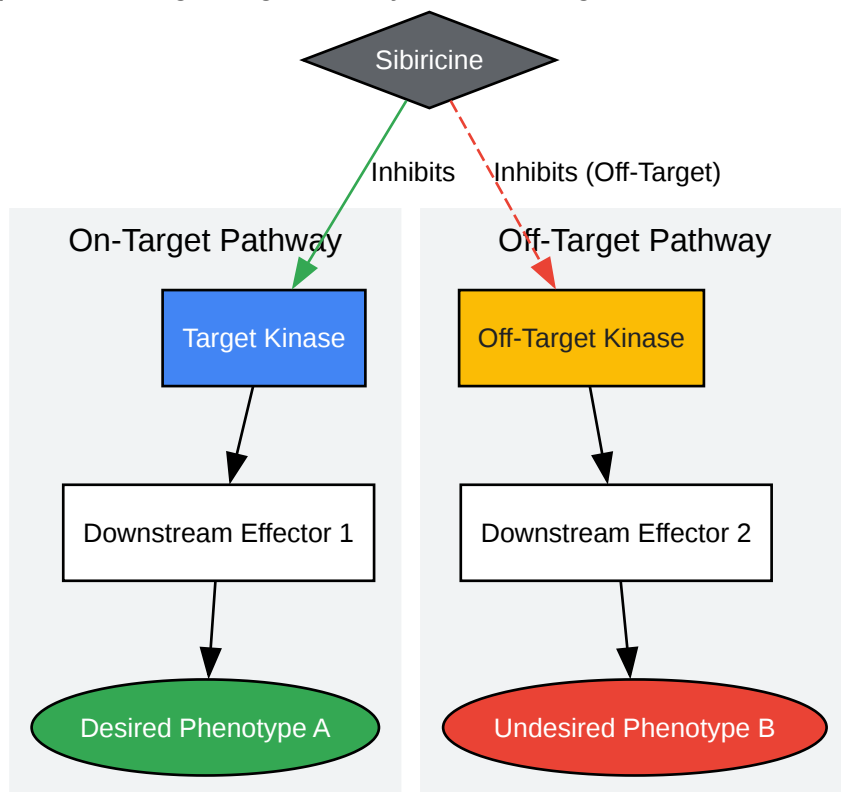 Sibiricine
Inhibits
Inhibits (Off-Target)
On-Target Pathway
Off-Target Pathway
Target Kinase
Off-Target Kinase
Downstream Effector 1
Downstream Effector 2
Desired Phenotype A
Undesired Phenotype B